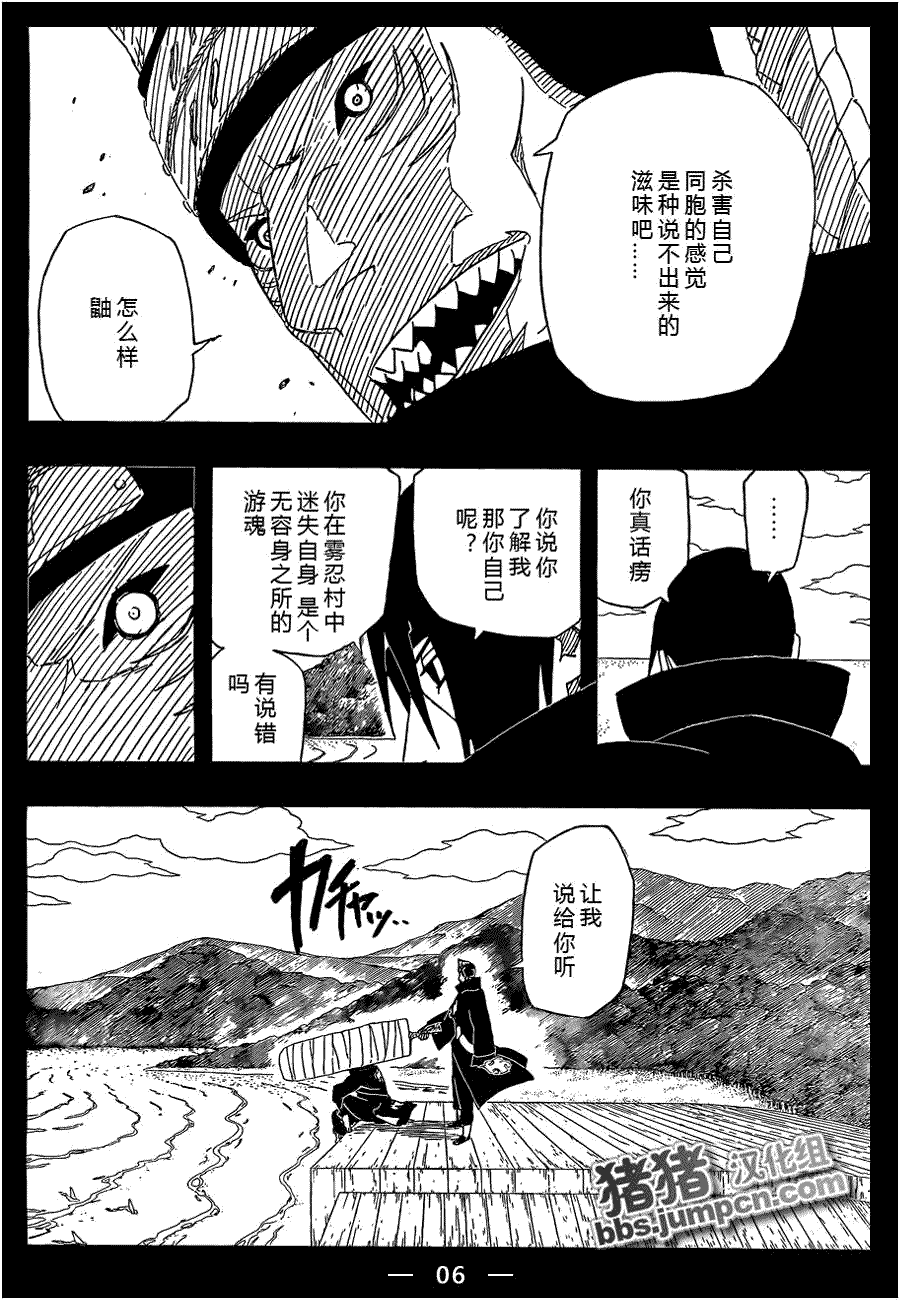 杀害自己
同胞的感觉
是种说不出来的
滋味吧……
怎么样
鼬
……
你真话痨
你说你
了解我
那你自己
呢?
你在雾忍村中
迷失自身 是个
无容身之所的
游魂
有说错
吗
让我
说给你听
カチャッ..
猪猪汉化组
bbs.jumpcn.com
— 06 —